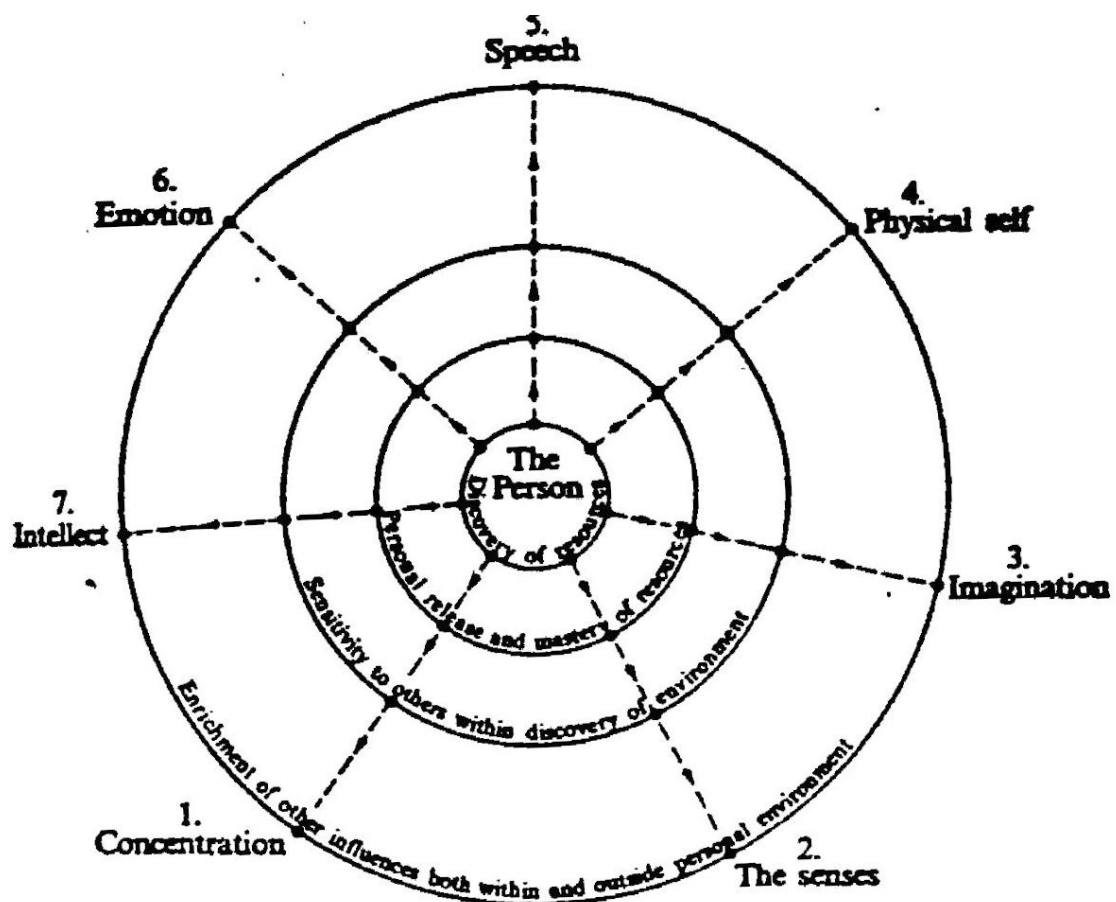 5.
Speech
6.
Emotion
4.
Physical self
The
Person
Discovery of resources
7.
Intellect
Personal release and mastery of resources
3.
Imagination
Sensitivity to others within discovery of environment
Enrichment of other influences both within and outside personal environment
1.
Concentration
2.
The senses